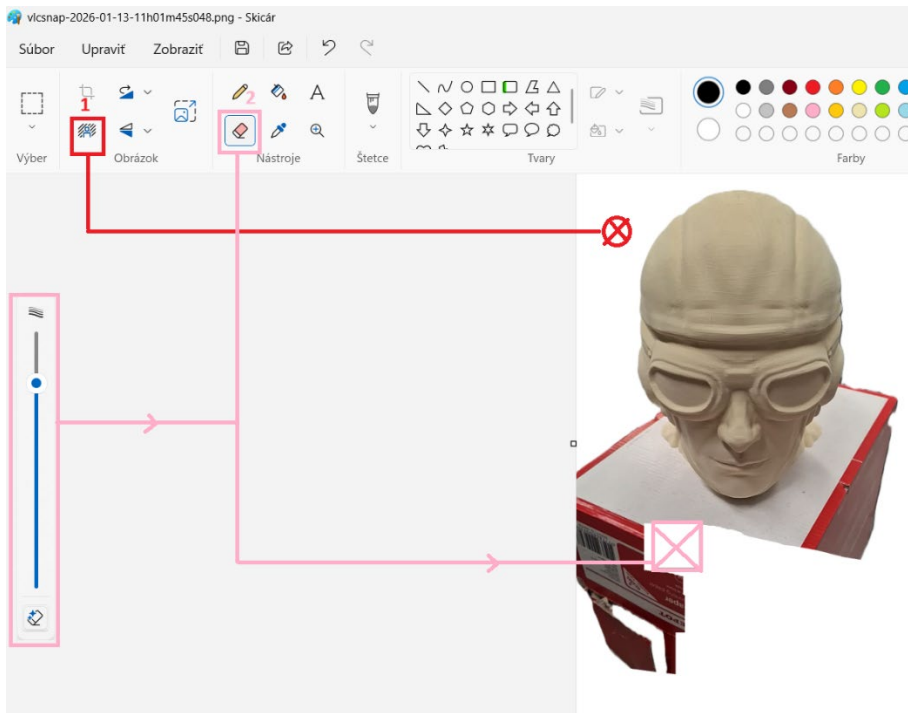 vlcsnap-2026-01-13-11h01m45s048.png - Skicár
Súbor Upraviť Zobraziť
1
2
A
Výber Obrázok Nástroje Štetce Tvary Farby